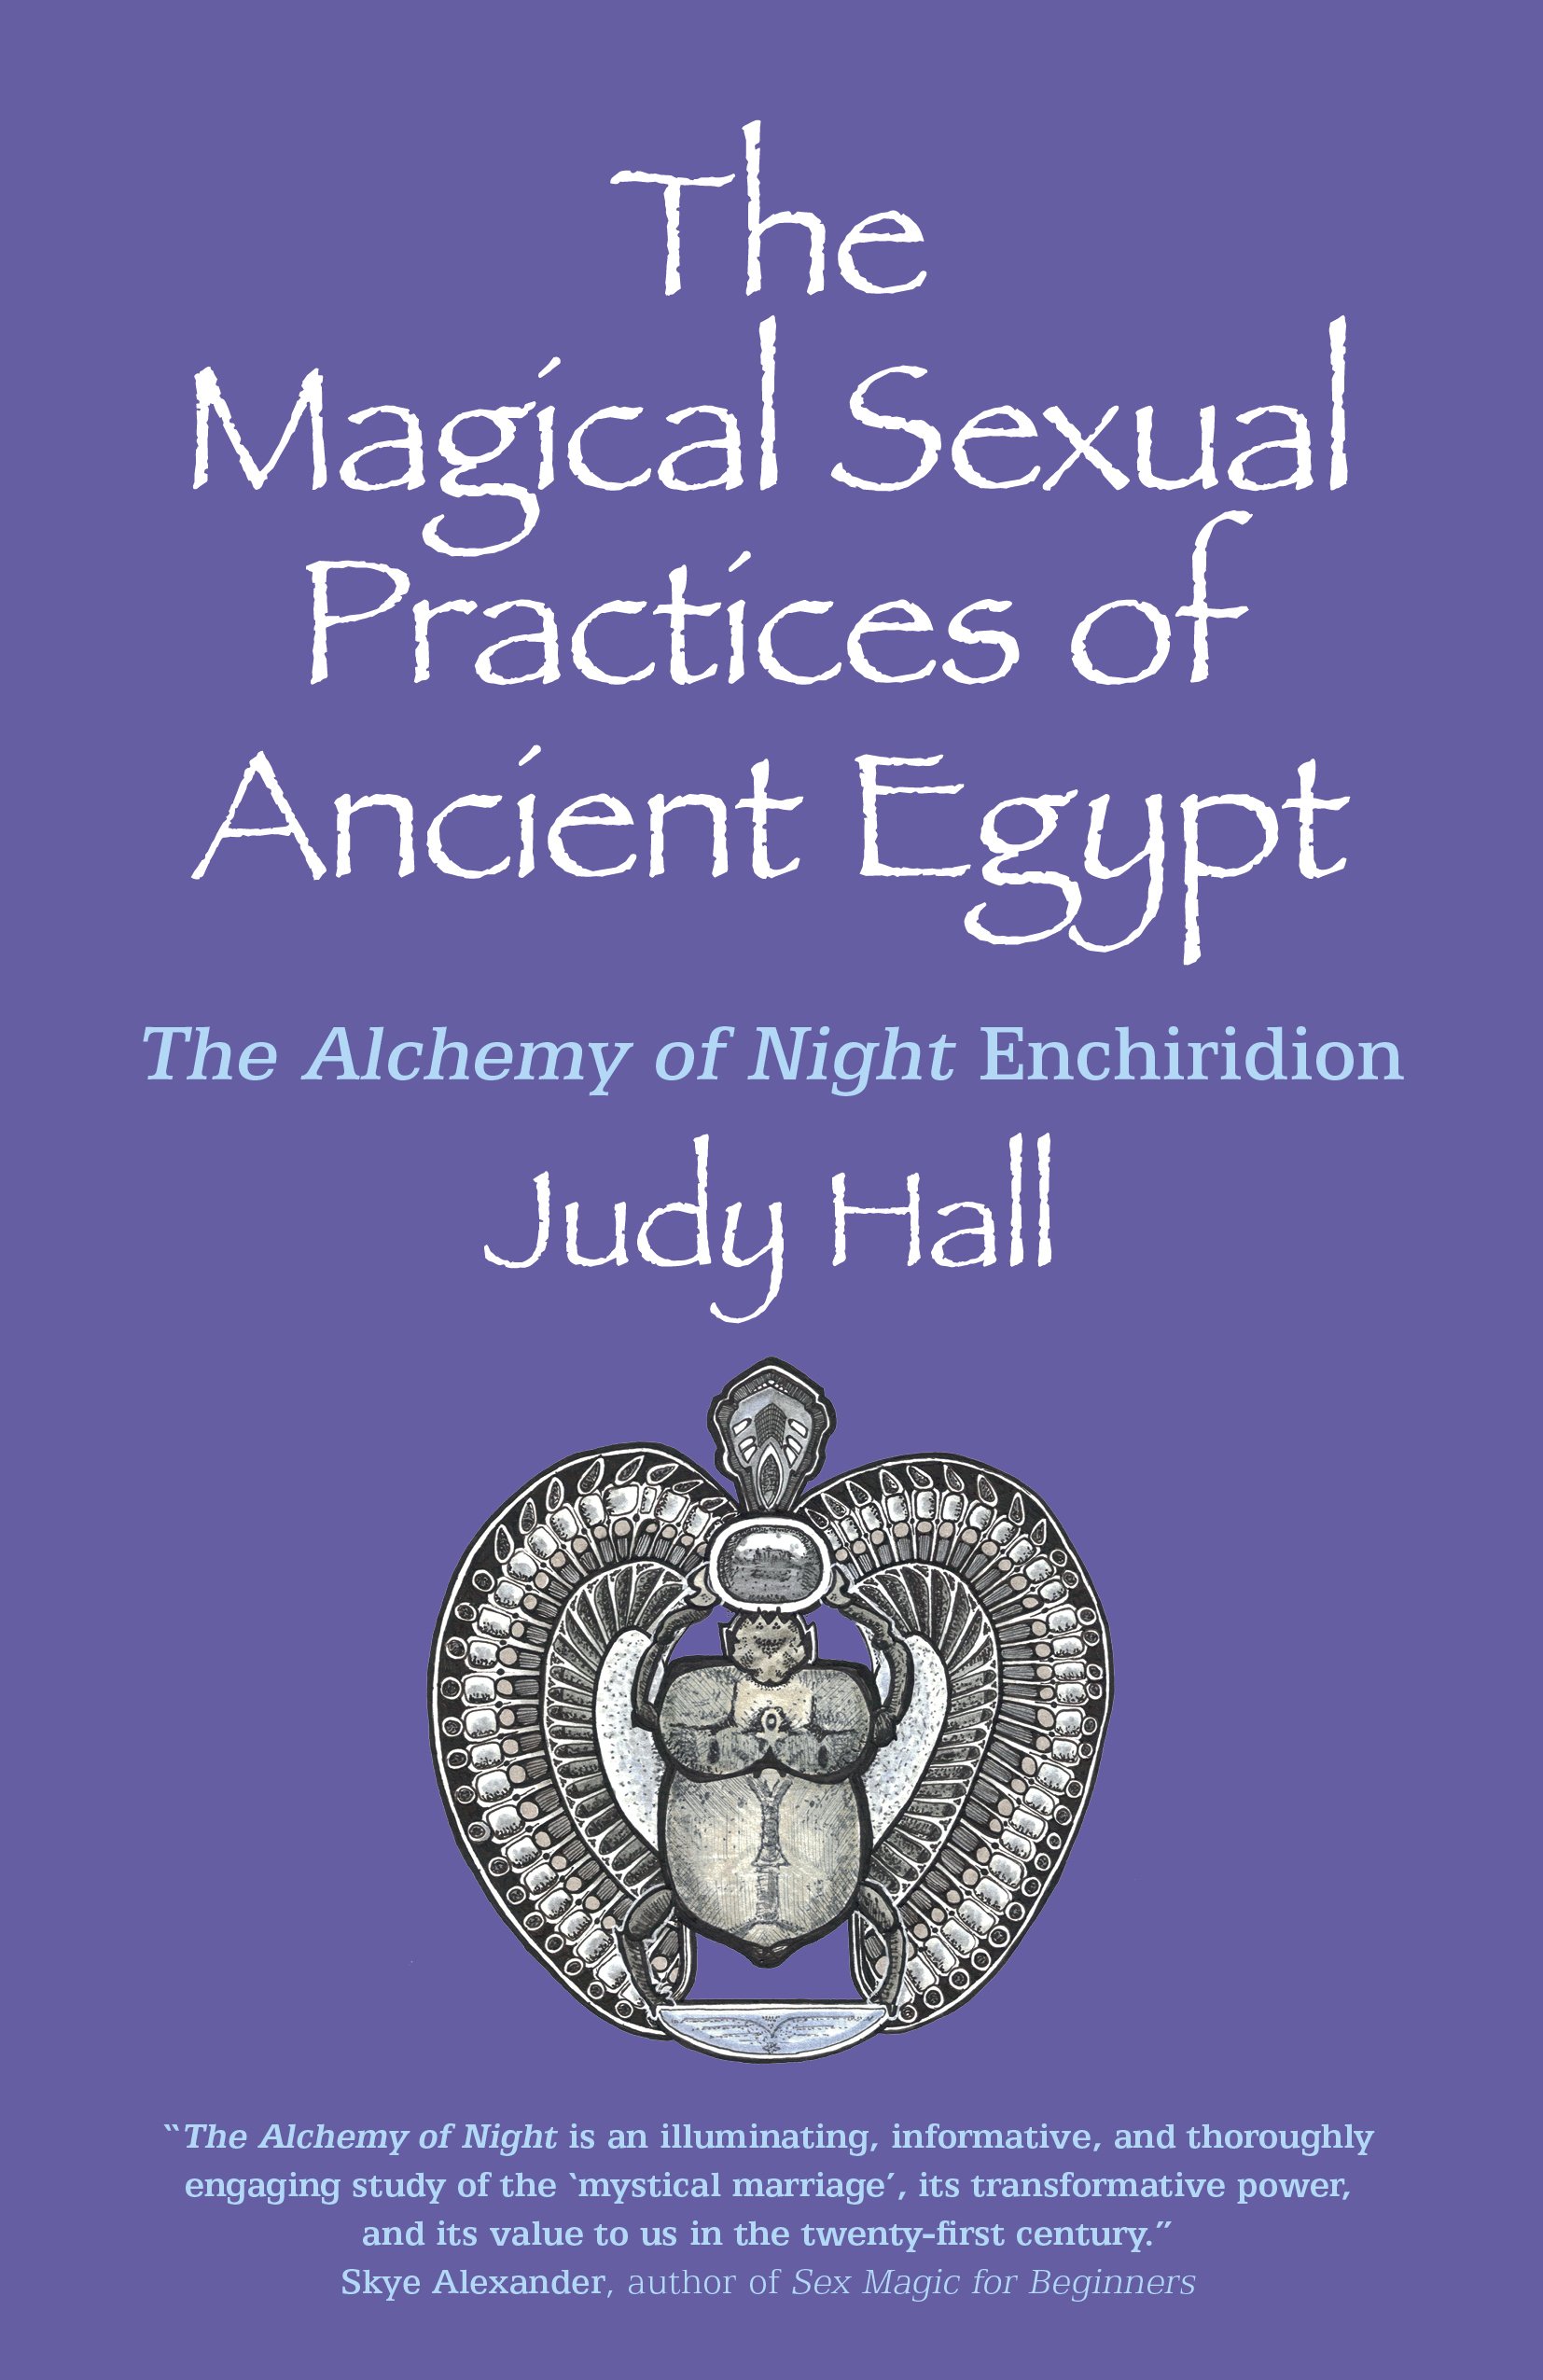 The
Magical Sexual
Practices of
Ancient Egypt
The Alchemy of Night Enchiridion
Judy Hall
‶The Alchemy of Night is an illuminating, informative, and thoroughly
engaging study of the ‵mystical marriage′, its transformative power,
and its value to us in the twenty-first century.″
Skye Alexander, author of Sex Magic for Beginners